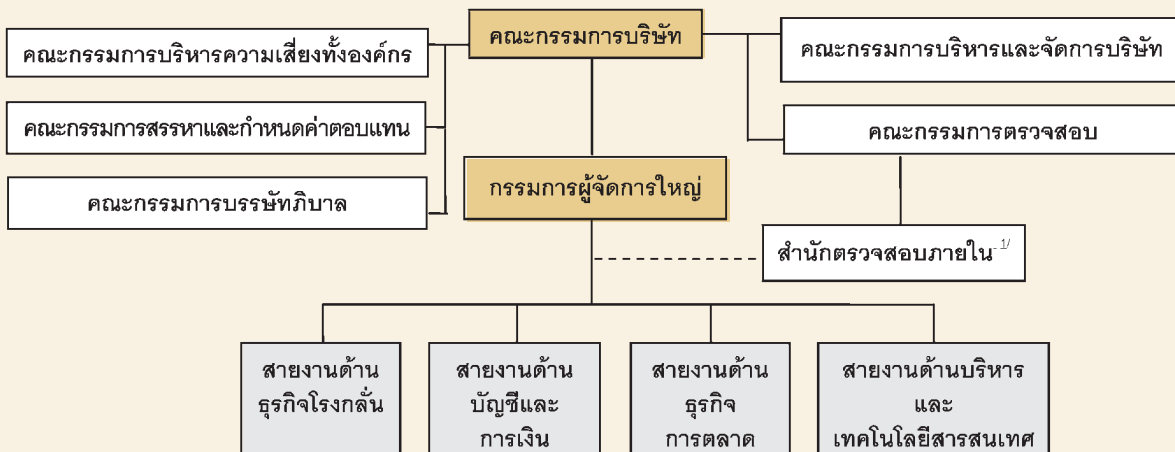 คณะกรรมการบริษัท
คณะกรรมการบริหารความเสี่ยงทั้งองค์กร
คณะกรรมการบริหารและจัดการบริษัท
คณะกรรมการสรรหาและกำหนดค่าตอบแทน
คณะกรรมการตรวจสอบ
กรรมการผู้จัดการใหญ่
คณะกรรมการบรรษัทภิบาล
สำนักตรวจสอบภายใน 1/
สายงานด้าน
ธุรกิจโรงกลั่น
สายงานด้าน
บัญชีและ
การเงิน
สายงานด้าน
ธุรกิจ
การตลาด
สายงานด้านบริหาร
และ
เทคโนโลยีสารสนเทศ